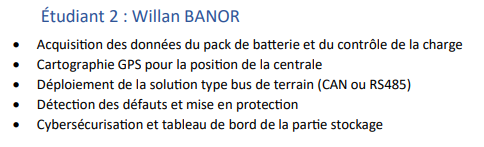 Étudiant 2 : Willan BANOR
• Acquisition des données du pack de batterie et du contrôle de la charge
• Cartographie GPS pour la position de la centrale
• Déploiement de la solution type bus de terrain (CAN ou RS485)
• Détection des défauts et mise en protection
• Cybersécurisation et tableau de bord de la partie stockage